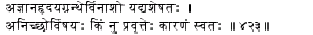 अज्ञानहृदयग्रन्थेर्विनाशो यद्यशेषतः ।
अनिच्छोर्विषयः किं नु प्रवृत्तेः कारणं स्वतः ॥ ४२३॥